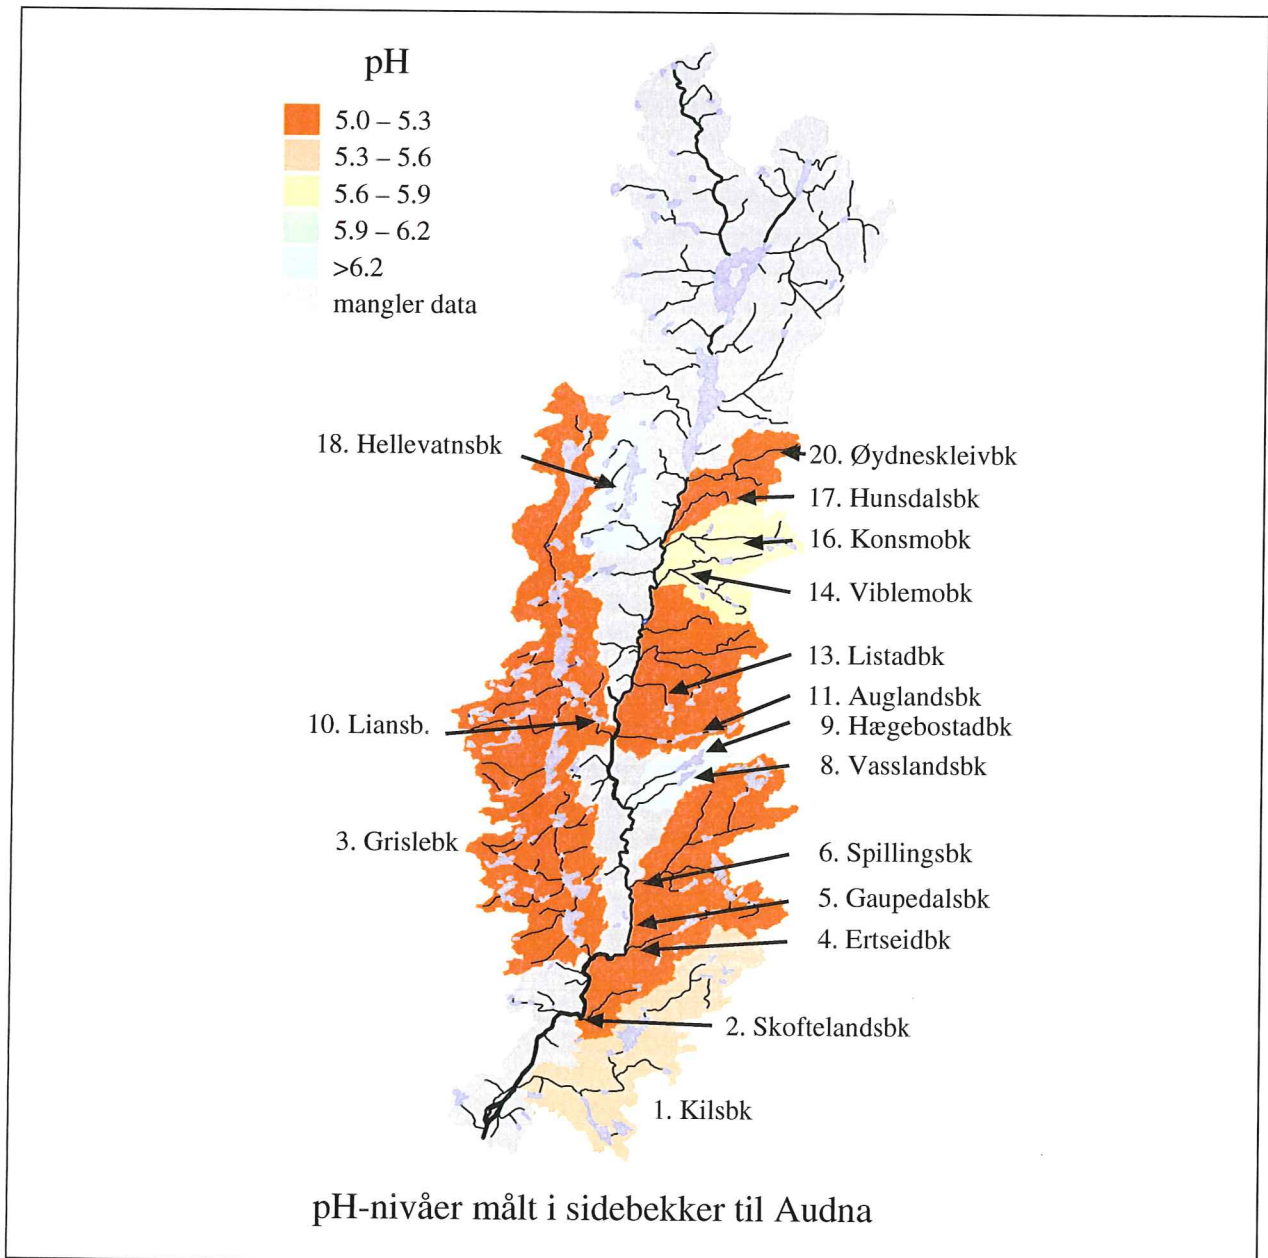 pH
5.0 – 5.3
5.3 – 5.6
5.6 – 5.9
5.9 – 6.2
>6.2
mangler data
18. Hellevatnsbk
20. Øydneskleivbk
17. Hunsdalsbk
16. Konsmobk
14. Viblemobk
13. Listadbk
11. Auglandsbk
10. Liansb.
9. Hægebostadbk
8. Vasslandsbk
3. Grislebk
6. Spillingsbk
5. Gaupedalsbk
4. Ertseidbk
2. Skoftelandsbk
1. Kilsbk
pH-nivåer målt i sidebekker til Audna